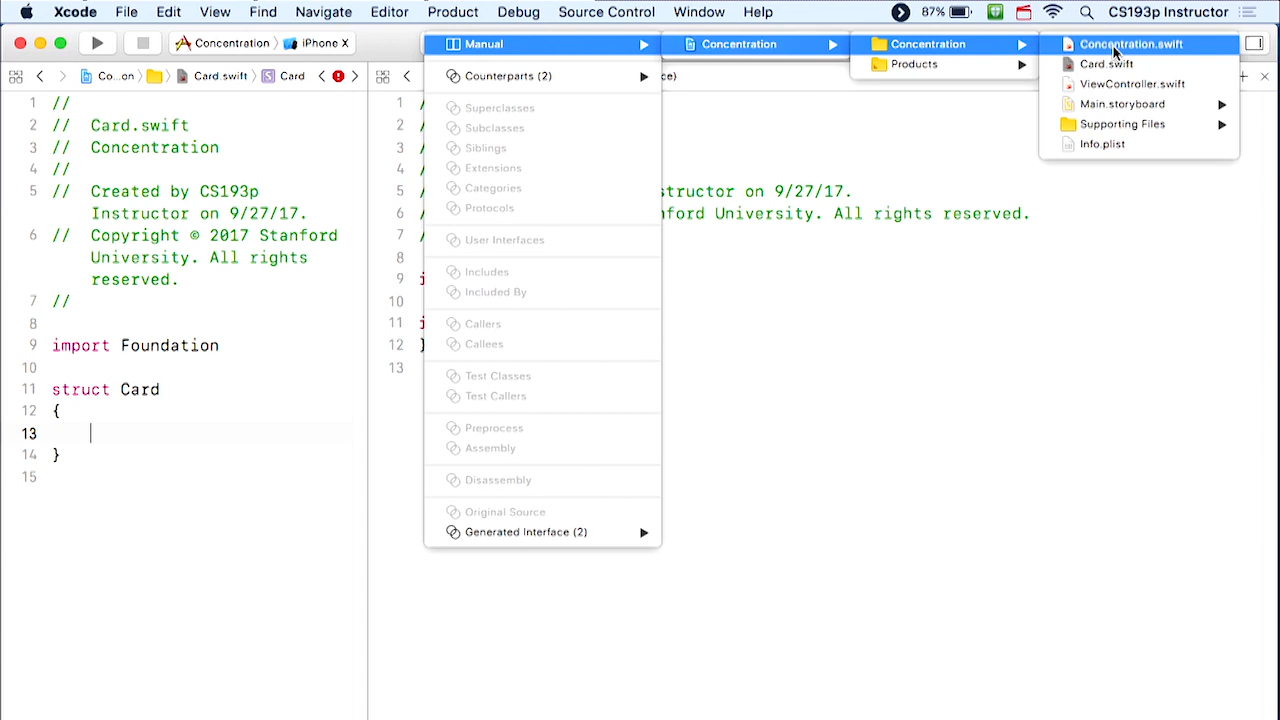 Xcode File Edit View Find Navigate Editor Product Debug Source Control Window Help 87% CS193p Instructor
Concentration iPhone X
Co...on Card.swift Card
1 //
2 // Card.swift
3 // Concentration
4 //
5 // Created by CS193p
Instructor on 9/27/17.
6 // Copyright © 2017 Stanford
University. All rights
reserved.
7 //
8
9 import Foundation
10
11 struct Card
12 {
13
14 }
15
Manual
Counterparts (2)
Superclasses
Subclasses
Siblings
Extensions
Categories
Protocols
User Interfaces
Includes
Included By
Callers
Callees
Test Classes
Test Callers
Preprocess
Assembly
Disassembly
Original Source
Generated Interface (2)
Concentration
Concentration
Products
Concentration.swift
Card.swift
ViewController.swift
Main.storyboard
Supporting Files
Info.plist
1
2
3
4
5 structor on 9/27/17.
6 nford University. All rights reserved.
7
8
9
10
11
12 }
13